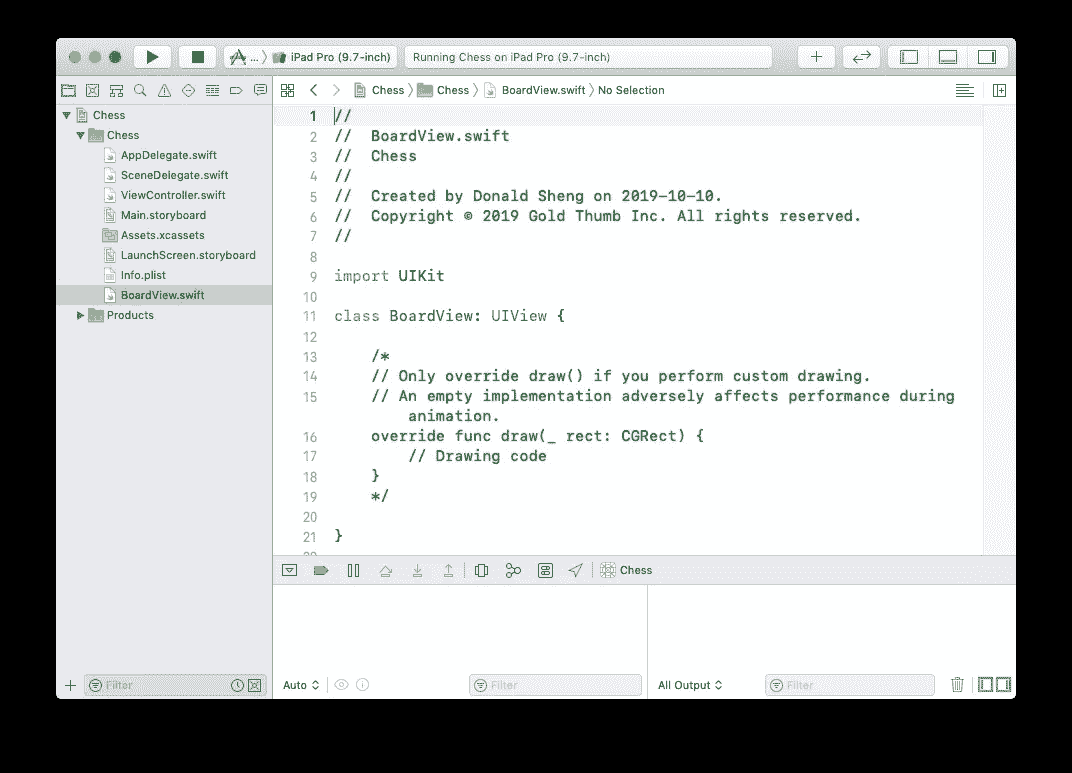 ... iPad Pro (9.7-inch)
Running Chess on iPad Pro (9.7-inch)
Chess
Chess
AppDelegate.swift
SceneDelegate.swift
ViewController.swift
Main.storyboard
Assets.xcassets
LaunchScreen.storyboard
Info.plist
BoardView.swift
Products
Filter
Chess Chess BoardView.swift No Selection
1 //
2 //  BoardView.swift
3 //  Chess
4 //
5 //  Created by Donald Sheng on 2019-10-10.
6 //  Copyright © 2019 Gold Thumb Inc. All rights reserved.
7 //
8
9 import UIKit
10
11 class BoardView: UIView {
12
13     /*
14     // Only override draw() if you perform custom drawing.
15     // An empty implementation adversely affects performance during
animation.
16     override func draw(_ rect: CGRect) {
17         // Drawing code
18     }
19     */
20
21 }
Chess
Auto
Filter
All Output
Filter